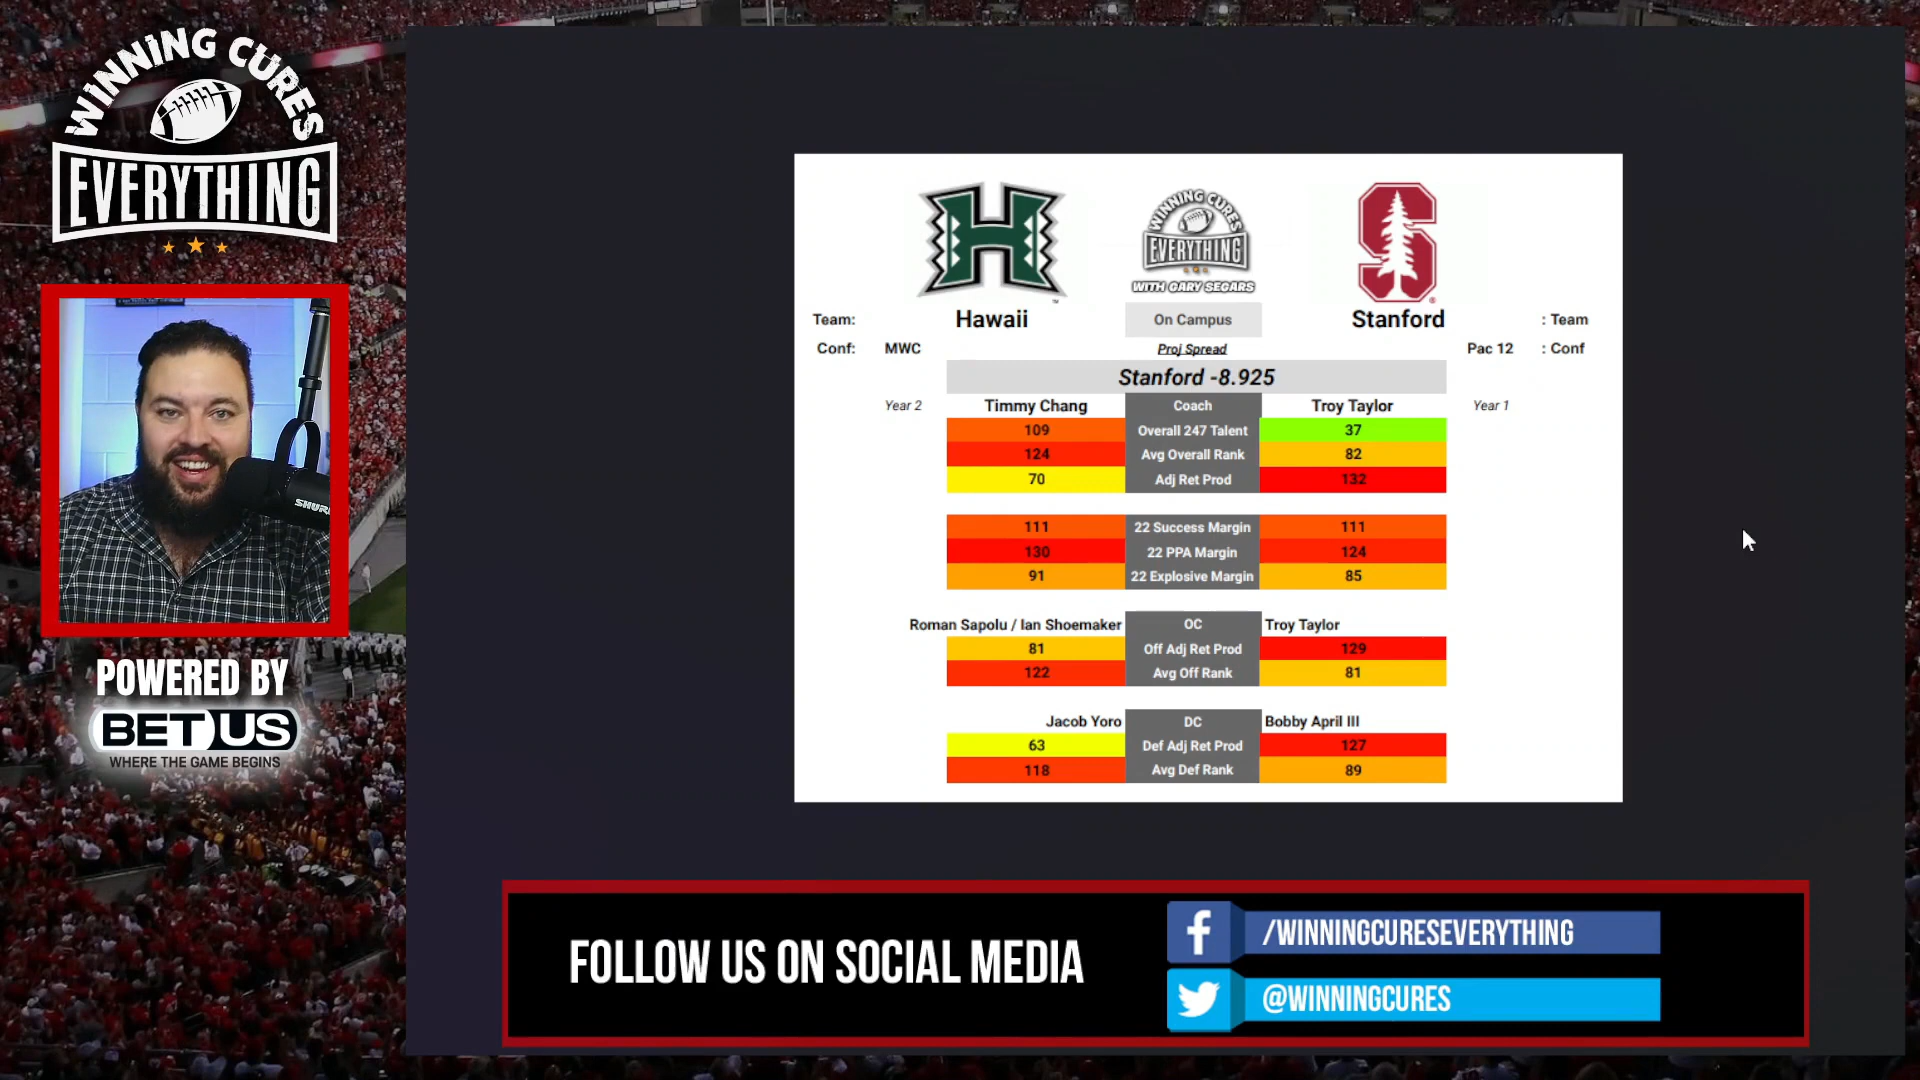 WINNING CURES
EVERYTHING
SHURE
POWERED BY
BETUS
WHERE THE GAME BEGINS
WINNING CURES
EVERYTHING
WITH GARY SEGARS
Team: Hawaii On Campus Stanford : Team
Conf: MWC Proj Spread Pac 12 : Conf
Stanford -8.925
Year 2 Timmy Chang Coach Troy Taylor Year 1
109 Overall 247 Talent 37
124 Avg Overall Rank 82
70 Adj Ret Prod 132
111 22 Success Margin 111
130 22 PPA Margin 124
91 22 Explosive Margin 85
Roman Sapolu / Ian Shoemaker OC Troy Taylor
81 Off Adj Ret Prod 129
122 Avg Off Rank 81
Jacob Yoro DC Bobby April III
63 Def Adj Ret Prod 127
118 Avg Def Rank 89
FOLLOW US ON SOCIAL MEDIA
/WINNINGCURESEVERYTHING
@WINNINGCURES